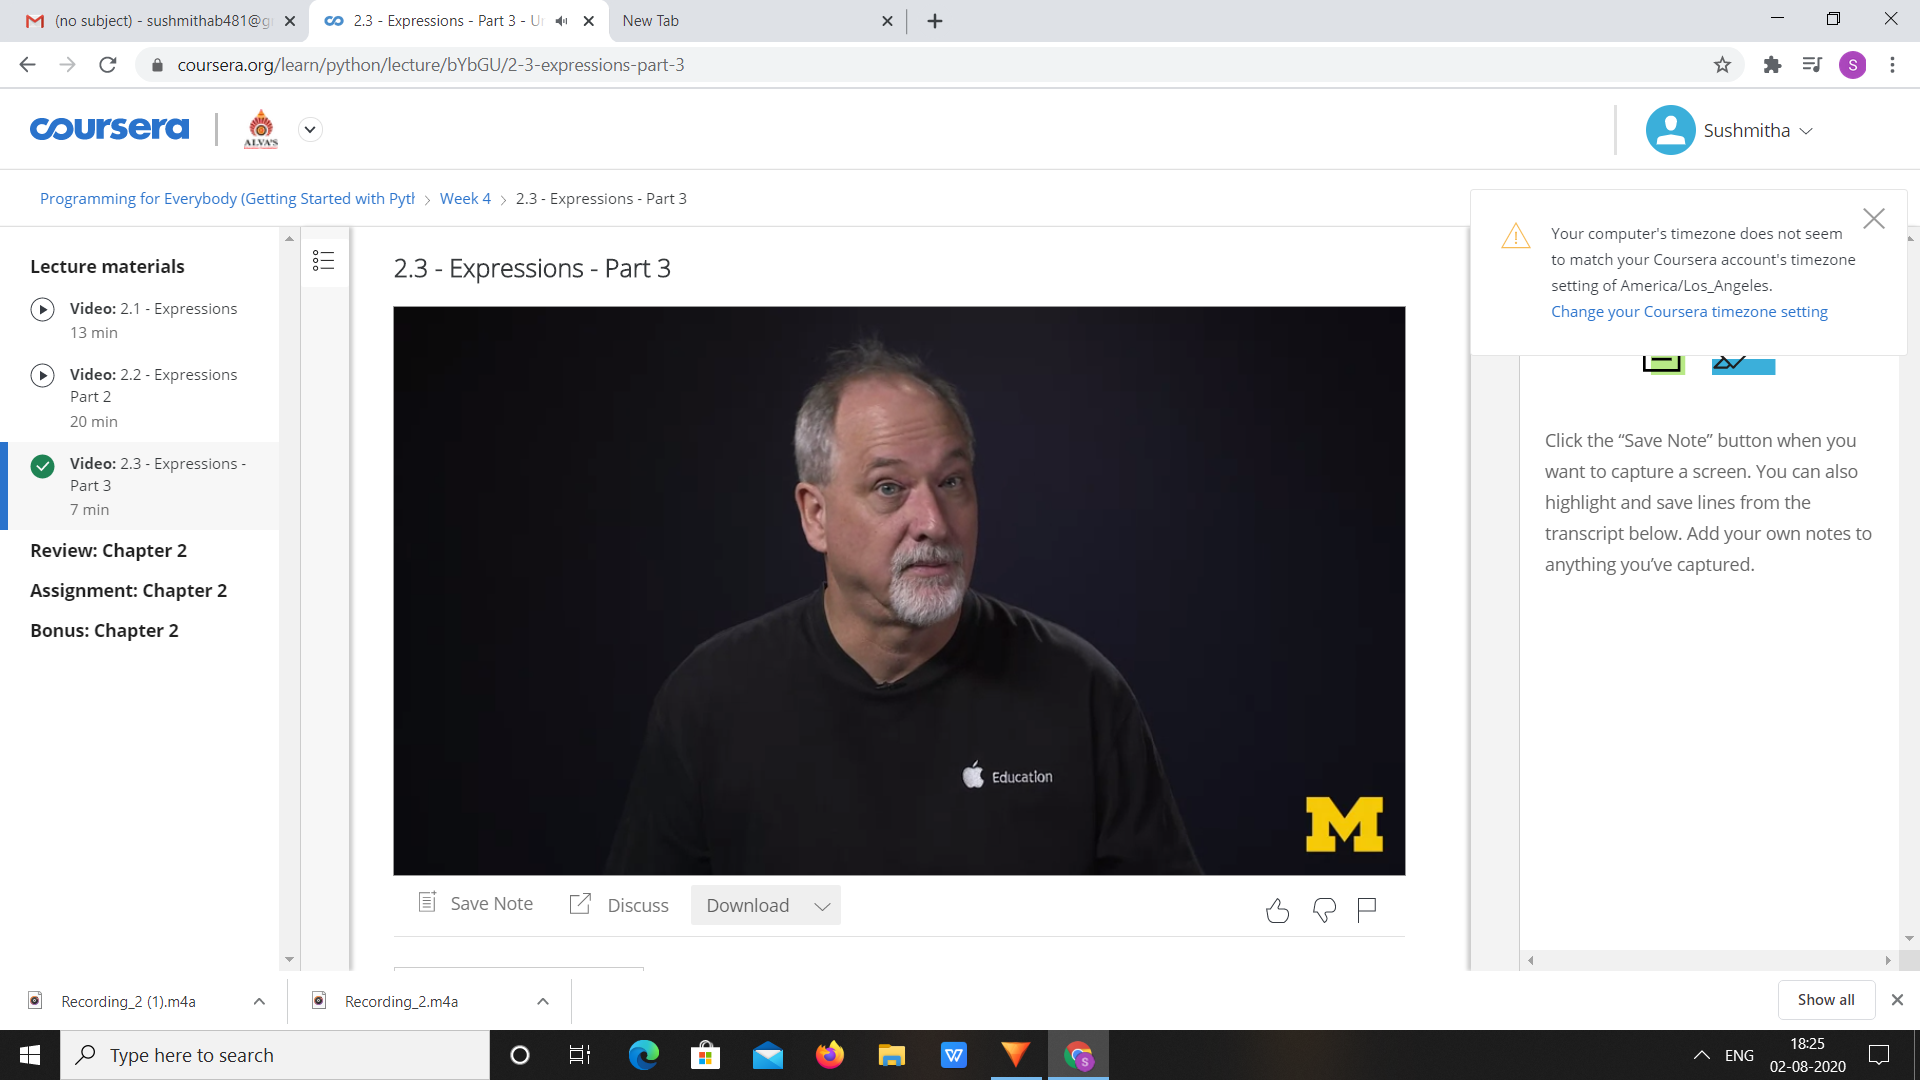 (no subject) - sushmithab481@g
2.3 - Expressions - Part 3 - U
New Tab
coursera.org/learn/python/lecture/bYbGU/2-3-expressions-part-3
S
coursera
ALVA'S
Sushmitha
Programming for Everybody (Getting Started with Pyth
Week 4
2.3 - Expressions - Part 3
Your computer's timezone does not seem
to match your Coursera account's timezone
setting of America/Los_Angeles.
Change your Coursera timezone setting
Lecture materials
Video: 2.1 - Expressions
13 min
Video: 2.2 - Expressions
Part 2
20 min
Video: 2.3 - Expressions -
Part 3
7 min
Review: Chapter 2
Assignment: Chapter 2
Bonus: Chapter 2
2.3 - Expressions - Part 3
Education
M
Save Note
Discuss
Download
Click the “Save Note” button when you
want to capture a screen. You can also
highlight and save lines from the
transcript below. Add your own notes to
anything you’ve captured.
Recording_2 (1).m4a
Recording_2.m4a
Show all
Type here to search
W
S
ENG
18:25
02-08-2020